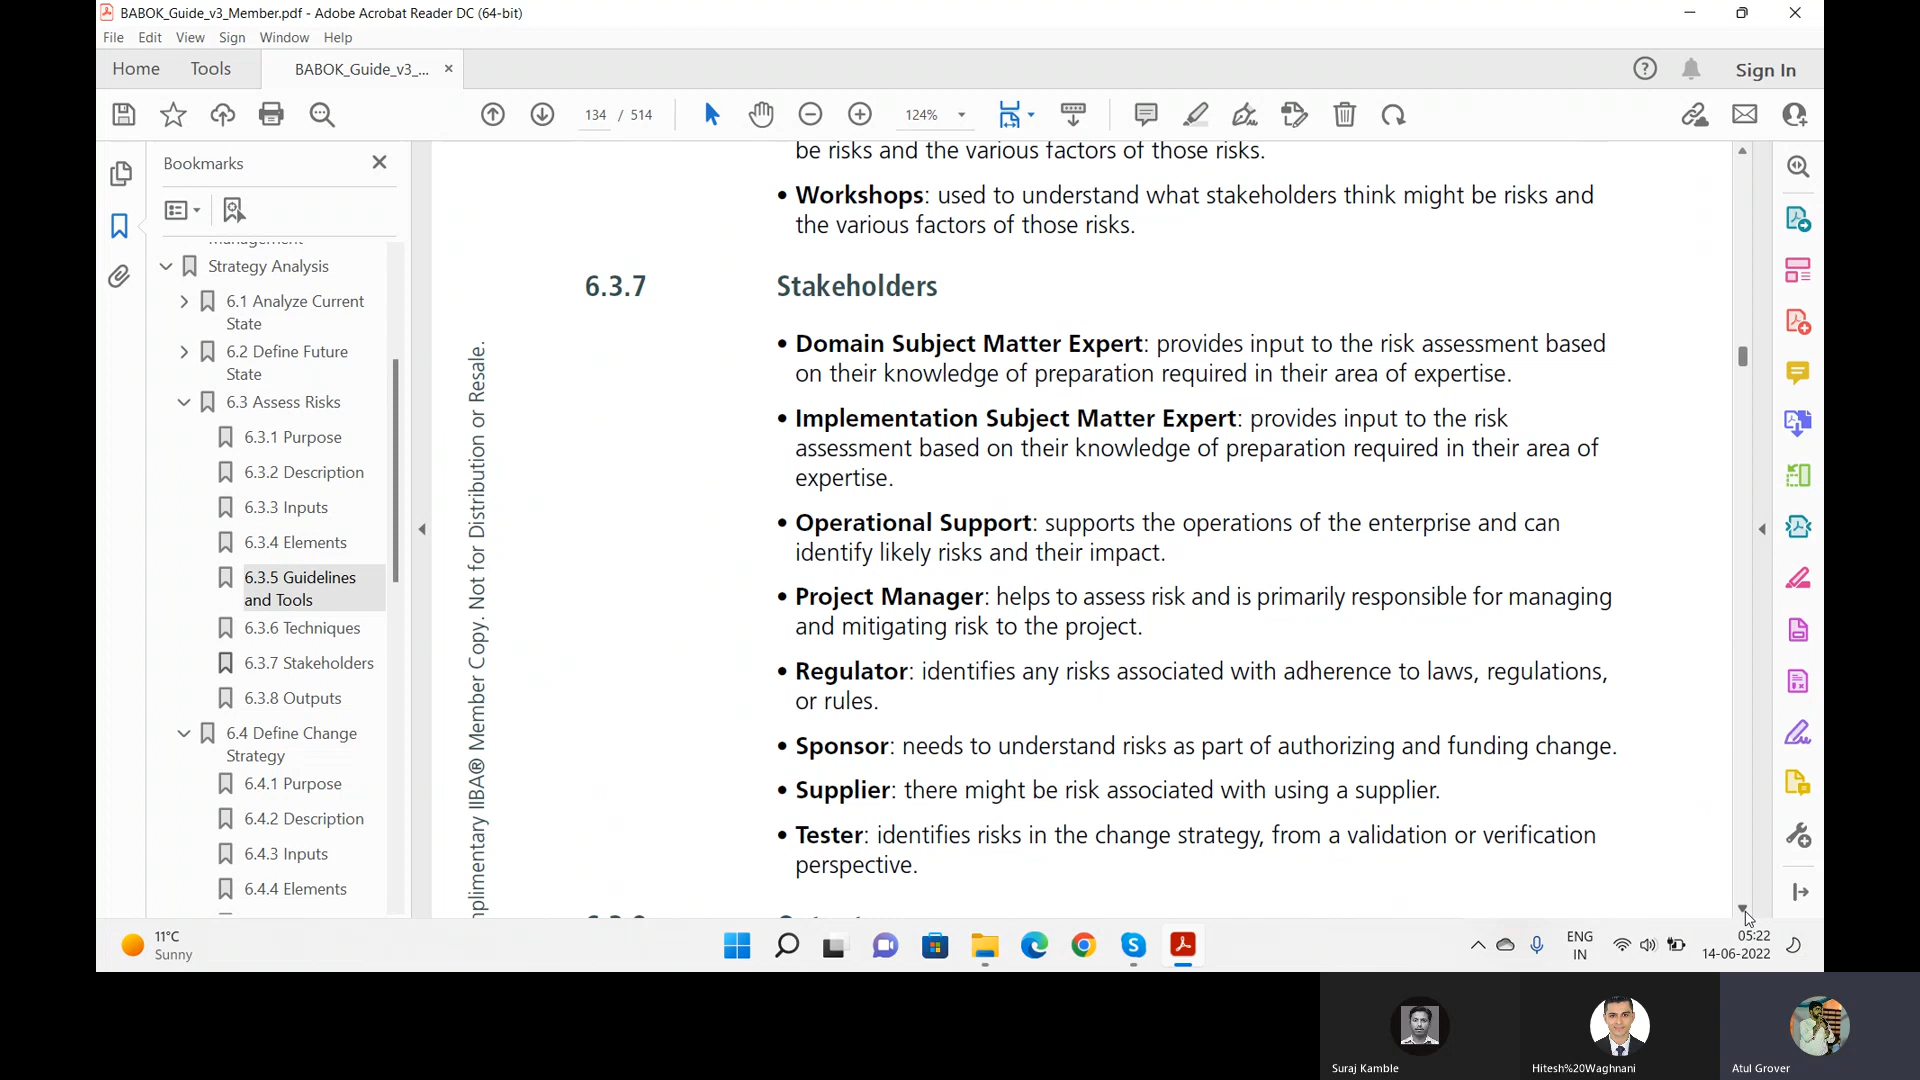 BABOK_Guide_v3_Member.pdf - Adobe Acrobat Reader DC (64-bit)
File Edit View Sign Window Help
Home Tools BABOK_Guide_v3_... Sign In
134 / 514 124%
Bookmarks
Strategy Analysis
6.1 Analyze Current
State
6.2 Define Future
State
6.3 Assess Risks
6.3.1 Purpose
6.3.2 Description
6.3.3 Inputs
6.3.4 Elements
6.3.5 Guidelines
and Tools
6.3.6 Techniques
6.3.7 Stakeholders
6.3.8 Outputs
6.4 Define Change
Strategy
6.4.1 Purpose
6.4.2 Description
6.4.3 Inputs
6.4.4 Elements
mplimentary IIBA® Member Copy. Not for Distribution or Resale.
be risks and the various factors of those risks.
• Workshops: used to understand what stakeholders think might be risks and
the various factors of those risks.
6.3.7 Stakeholders
• Domain Subject Matter Expert: provides input to the risk assessment based
on their knowledge of preparation required in their area of expertise.
• Implementation Subject Matter Expert: provides input to the risk
assessment based on their knowledge of preparation required in their area of
expertise.
• Operational Support: supports the operations of the enterprise and can
identify likely risks and their impact.
• Project Manager: helps to assess risk and is primarily responsible for managing
and mitigating risk to the project.
• Regulator: identifies any risks associated with adherence to laws, regulations,
or rules.
• Sponsor: needs to understand risks as part of authorizing and funding change.
• Supplier: there might be risk associated with using a supplier.
• Tester: identifies risks in the change strategy, from a validation or verification
perspective.
11°C
Sunny
ENG
IN
05:22
14-06-2022
Suraj Kamble
Hitesh%20Waghnani
Atul Grover